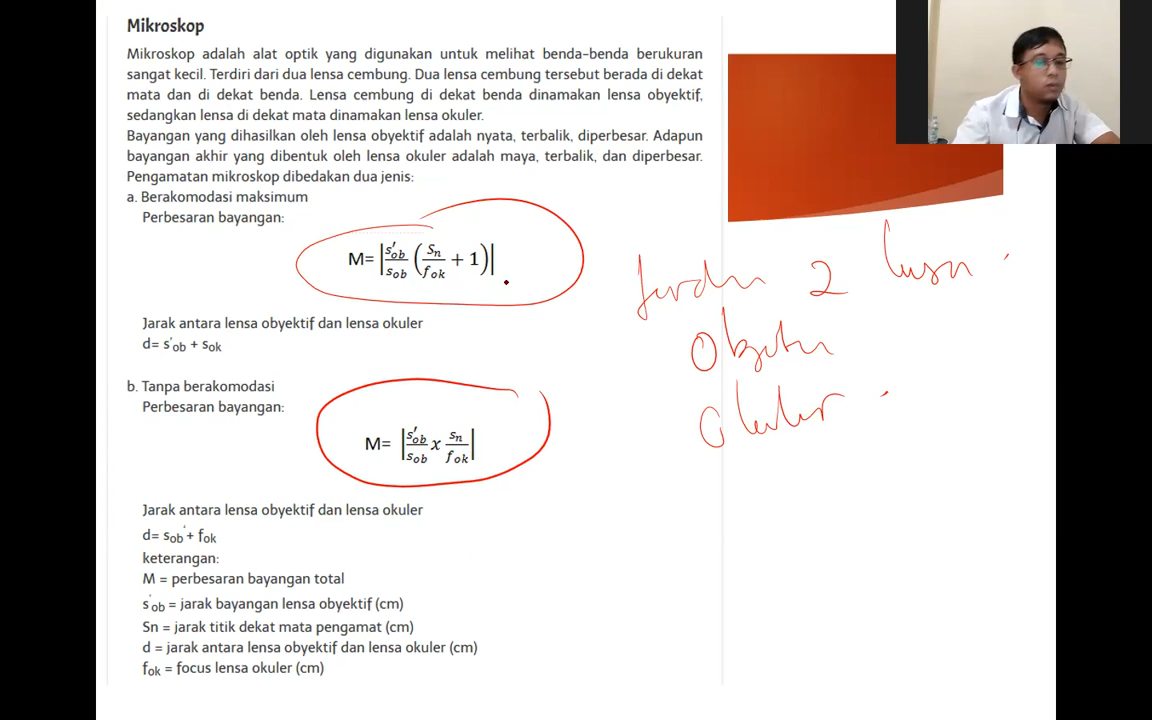 Mikroskop
Mikroskop adalah alat optik yang digunakan untuk melihat benda-benda berukuran
sangat kecil. Terdiri dari dua lensa cembung. Dua lensa cembung tersebut berada di dekat
mata dan di dekat benda. Lensa cembung di dekat benda dinamakan lensa obyektif,
sedangkan lensa di dekat mata dinamakan lensa okuler.
Bayangan yang dihasilkan oleh lensa obyektif adalah nyata, terbalik, diperbesar. Adapun
bayangan akhir yang dibentuk oleh lensa okuler adalah maya, terbalik, dan diperbesar.
Pengamatan mikroskop dibedakan dua jenis:
a. Berakomodasi maksimum
Perbesaran bayangan:
M= |s'ob/sob (Sn/fok + 1)|
Jarak antara lensa obyektif dan lensa okuler
d= s'ob + sok
b. Tanpa berakomodasi
Perbesaran bayangan:
M= |s'ob/sob x sn/fok|
Jarak antara lensa obyektif dan lensa okuler
d= sob' + fok
keterangan:
M = perbesaran bayangan total
s'ob = jarak bayangan lensa obyektif (cm)
Sn = jarak titik dekat mata pengamat (cm)
d = jarak antara lensa obyektif dan lensa okuler (cm)
fok = focus lensa okuler (cm)
2 lensa
okuler